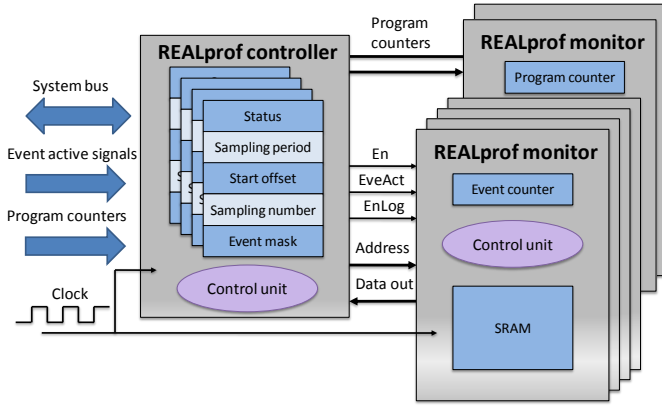 Program
counters
REALprof controller
REALprof monitor
Program counter
System bus
Status
Sampling period
REALprof monitor
Event active signals
En
Start offset
EveAct
Event counter
Sampling number
EnLog
Program counters
Event mask
Address
Control unit
Control unit
Data out
Clock
SRAM